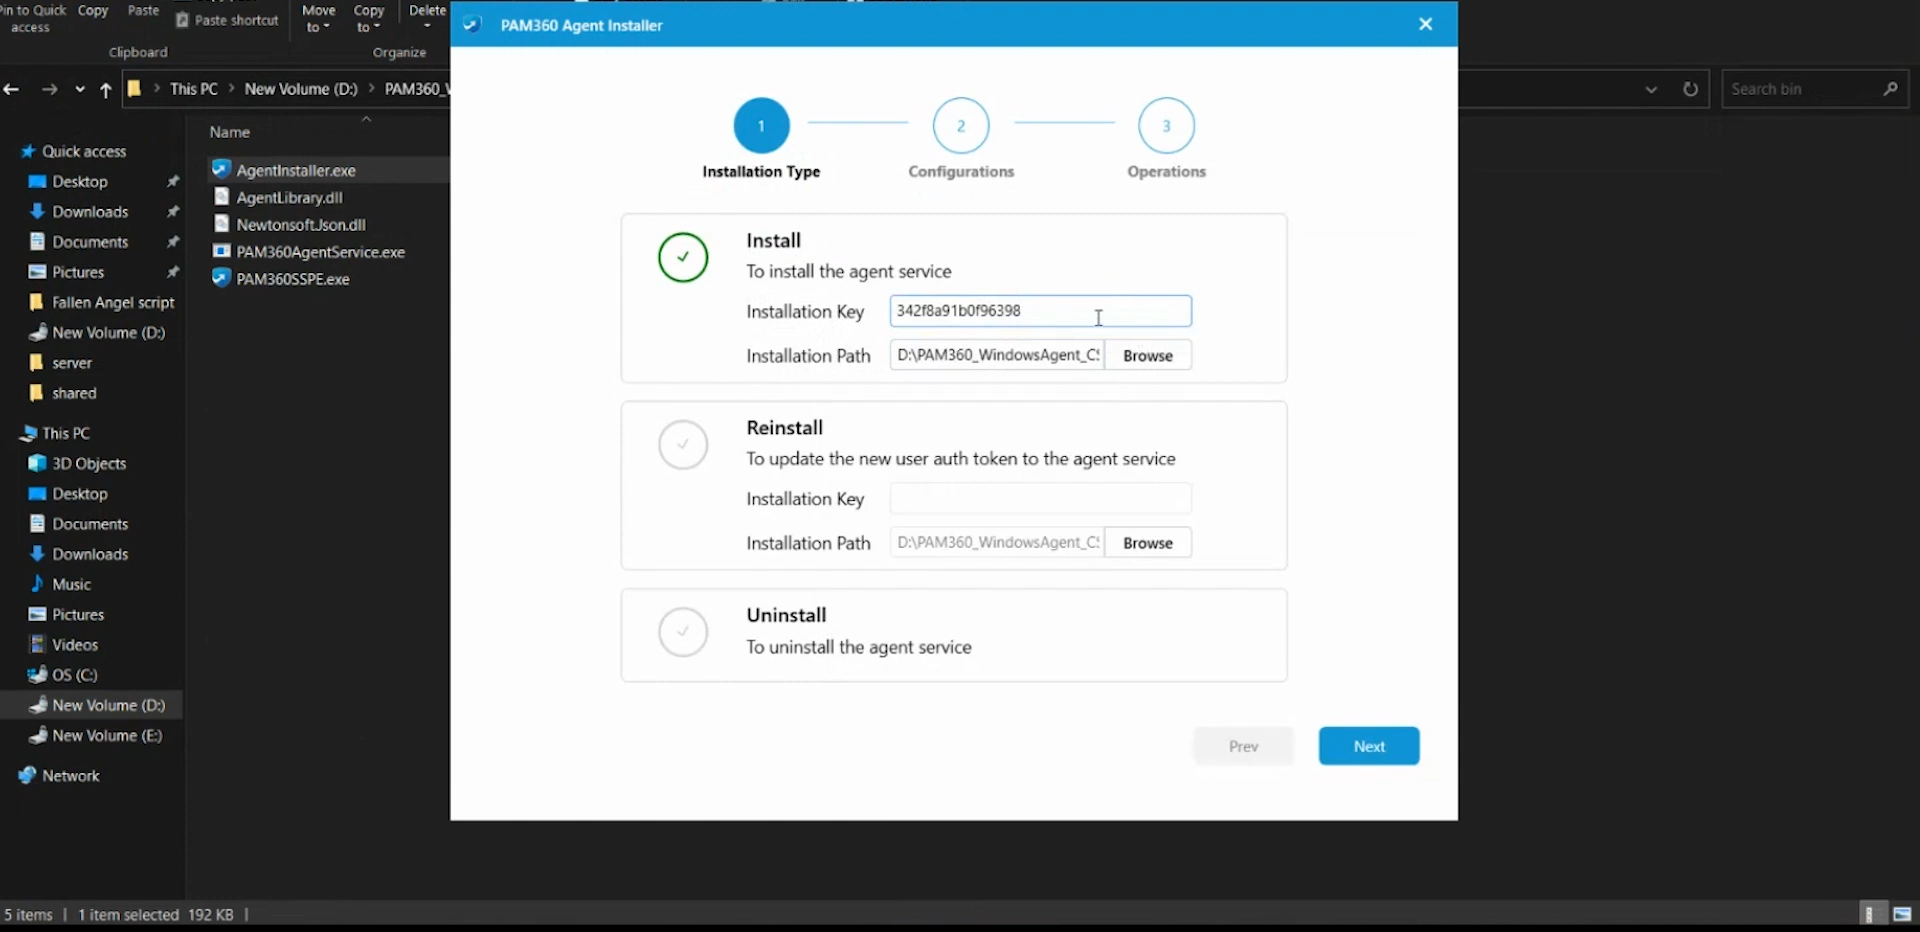 Pin to Quick access
Copy
Paste
Paste shortcut
Move to
Copy to
Delete
Clipboard
Organize
This PC > New Volume (D:) > PAM360_
Search bin
Quick access
Desktop
Downloads
Documents
Pictures
Fallen Angel script
New Volume (D:)
server
shared
This PC
3D Objects
Desktop
Documents
Downloads
Music
Pictures
Videos
OS (C:)
New Volume (D:)
New Volume (E:)
Network
Name
AgentInstaller.exe
AgentLibrary.dll
Newtonsoft.Json.dll
PAM360AgentService.exe
PAM360SSPE.exe
PAM360 Agent Installer
1
2
3
Installation Type
Configurations
Operations
Install
To install the agent service
Installation Key 342f8a91b0f96398
Installation Path D:\PAM360_WindowsAgent_C Browse
Reinstall
To update the new user auth token to the agent service
Installation Key
Installation Path D:\PAM360_WindowsAgent_C Browse
Uninstall
To uninstall the agent service
Prev
Next
5 items | 1 item selected 192 KB |